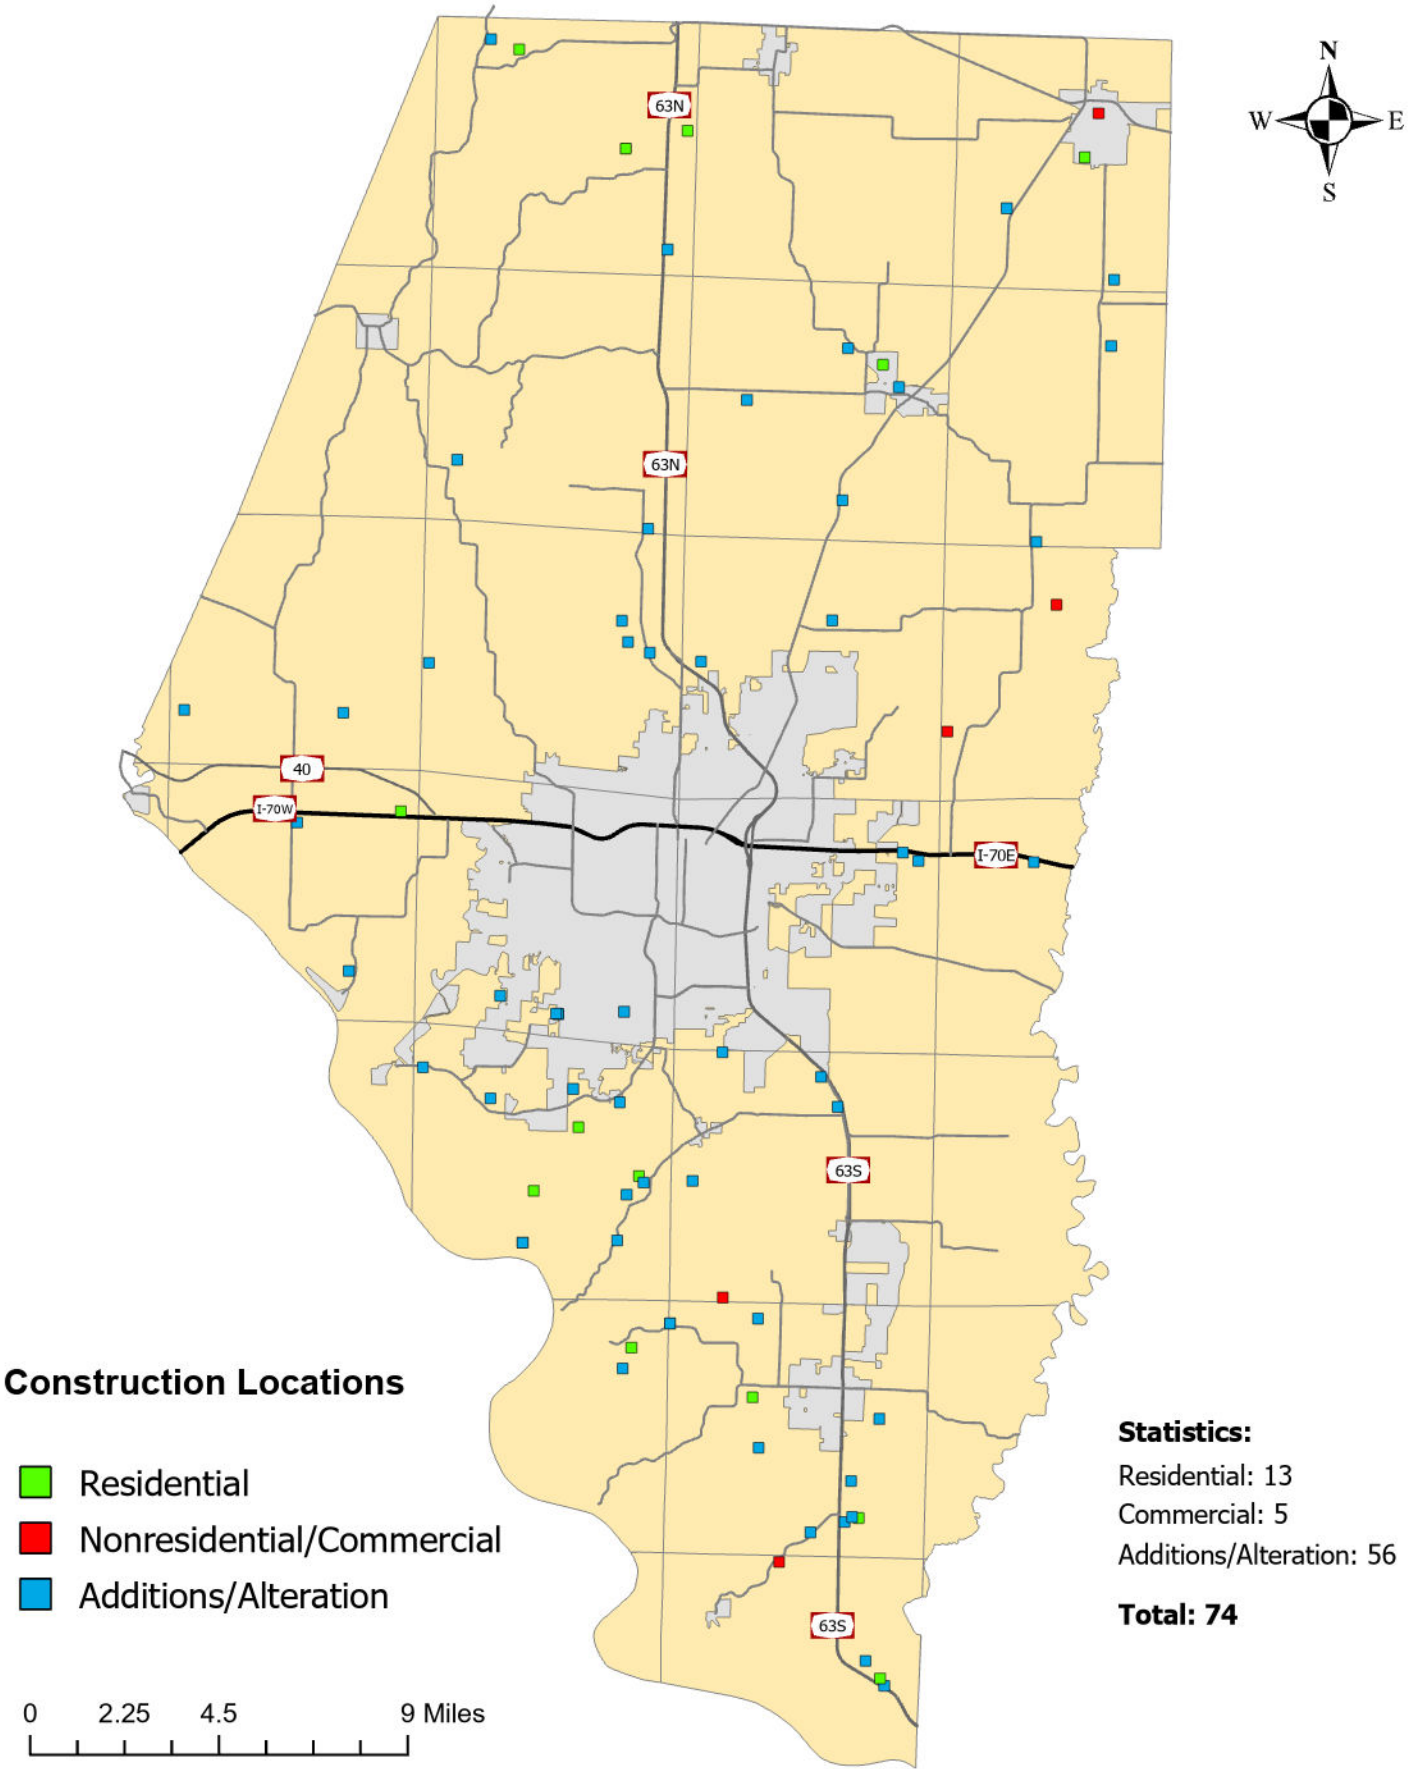 N
W E
S
63N
63N
40
I-70W
I-70E
63S
63S
Construction Locations
Residential
Nonresidential/Commercial
Additions/Alteration
Statistics:
Residential: 13
Commercial: 5
Additions/Alteration: 56
Total: 74
0 2.25 4.5 9 Miles